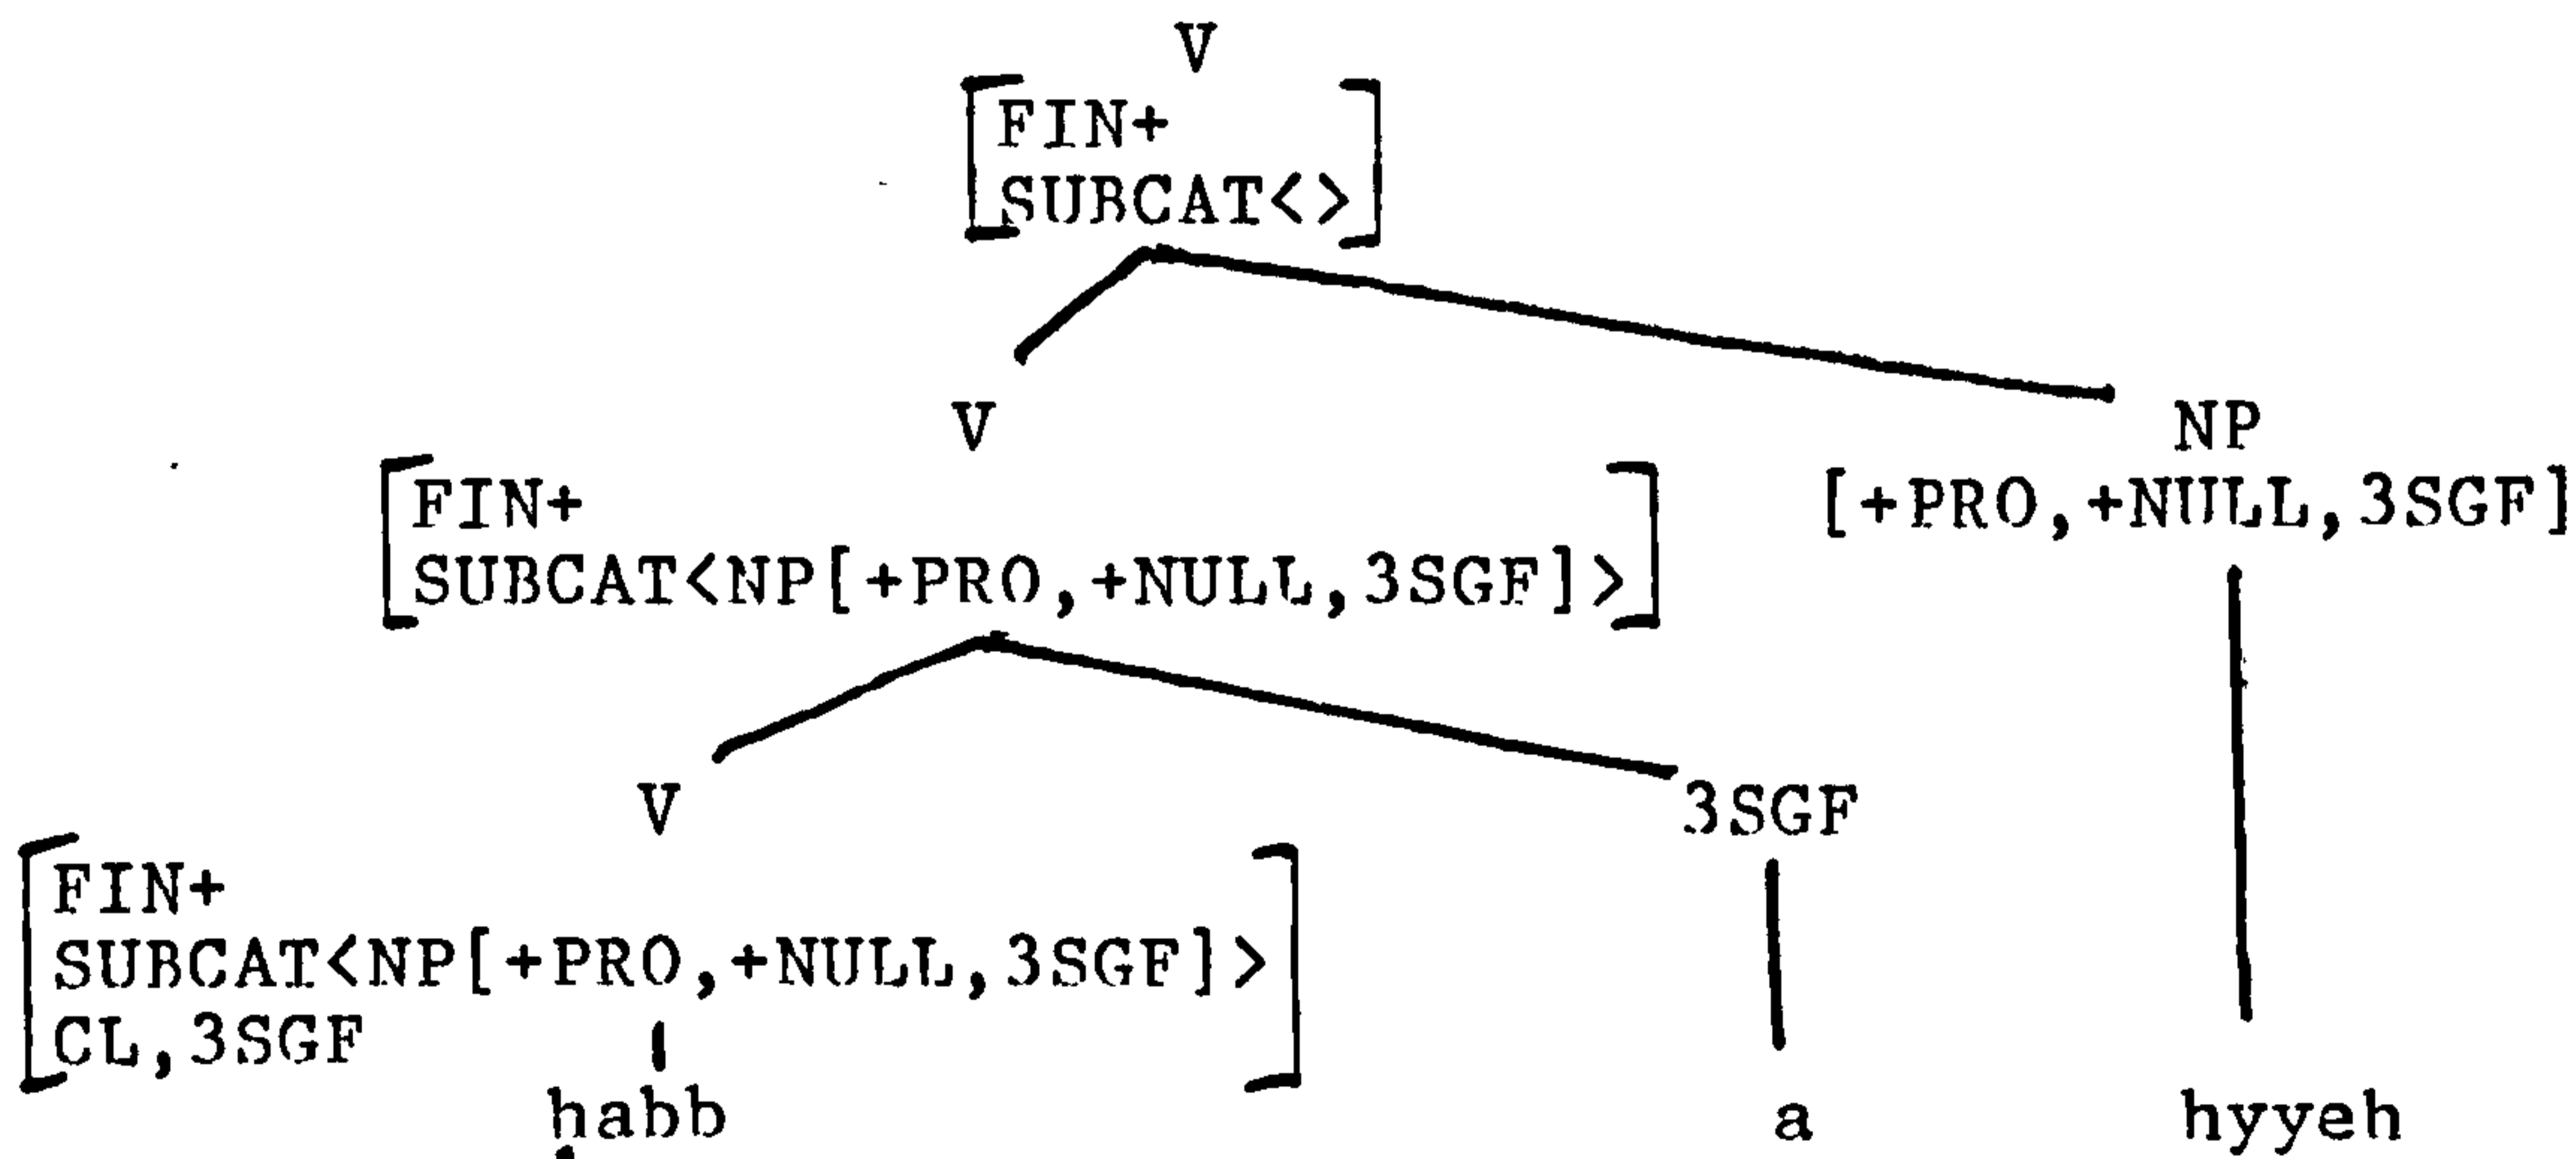 V
FIN+
SUBCAT<>
V
NP
FIN+
[+PRO,+NULL,3SGF]
SUBCAT<NP[+PRO,+NULL,3SGF]>
V
3SGF
FIN+
SUBCAT<NP[+PRO,+NULL,3SGF]>
CL,3SGF
ḥabb
a
hyyeh